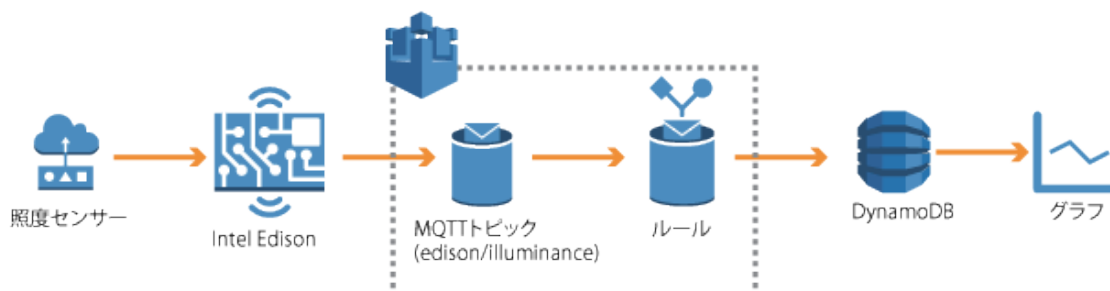 照度センサー
Intel Edison
MQTTトピック
(edison/illuminance)
ルール
DynamoDB
グラフ